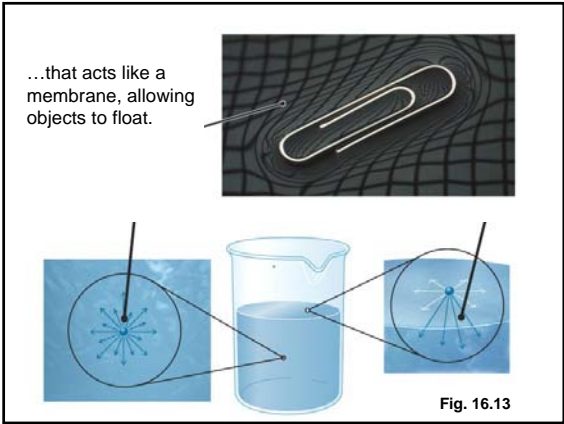 …that acts like a
membrane, allowing
objects to float.
Fig. 16.13